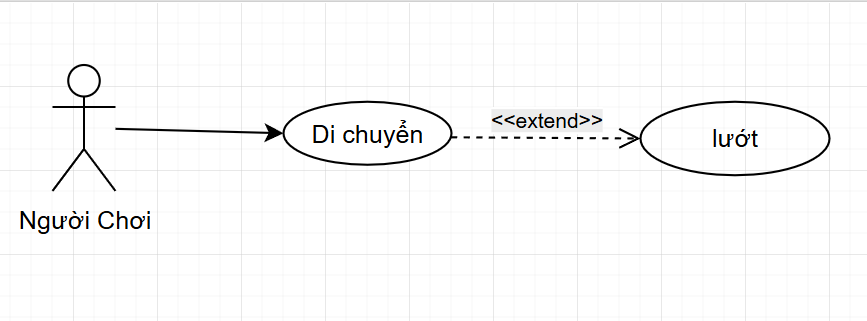 <<extend>>
Di chuyển
lướt
Người Chơi